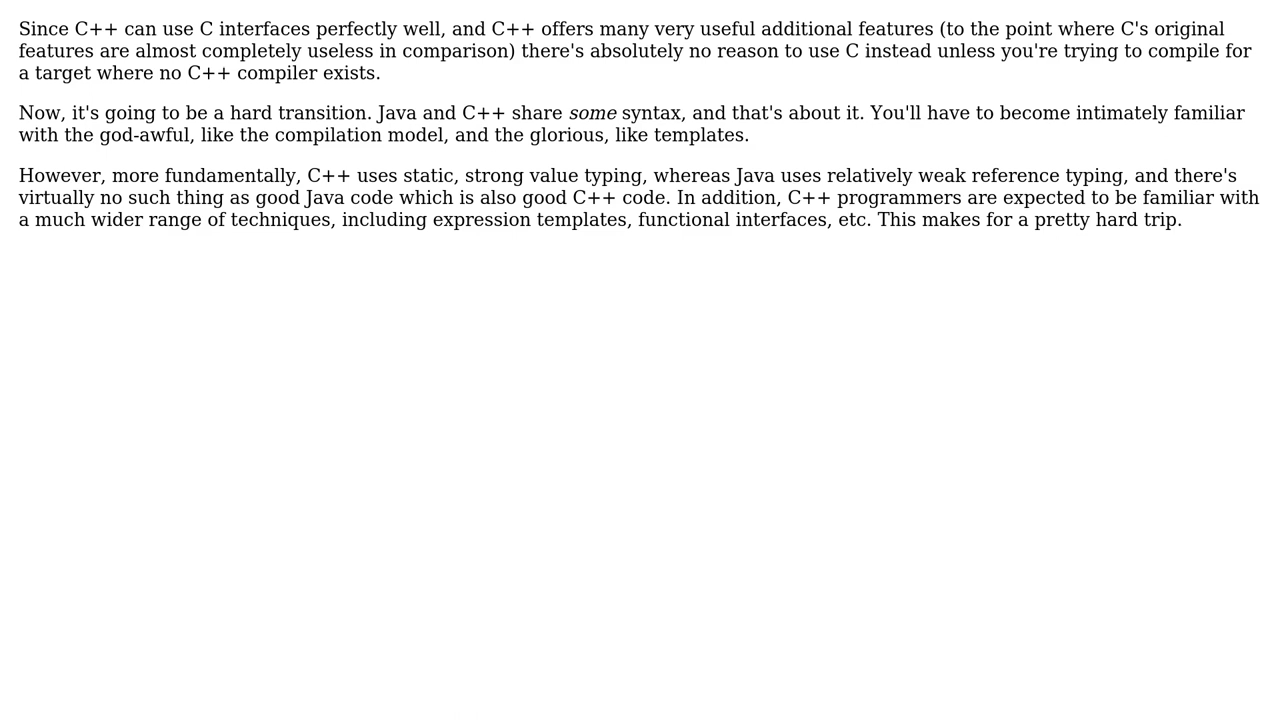 Since C++ can use C interfaces perfectly well, and C++ offers many very useful additional features (to the point where C's original
features are almost completely useless in comparison) there's absolutely no reason to use C instead unless you're trying to compile for
a target where no C++ compiler exists.
Now, it's going to be a hard transition. Java and C++ share some syntax, and that's about it. You'll have to become intimately familiar
with the god-awful, like the compilation model, and the glorious, like templates.
However, more fundamentally, C++ uses static, strong value typing, whereas Java uses relatively weak reference typing, and there's
virtually no such thing as good Java code which is also good C++ code. In addition, C++ programmers are expected to be familiar with
a much wider range of techniques, including expression templates, functional interfaces, etc. This makes for a pretty hard trip.